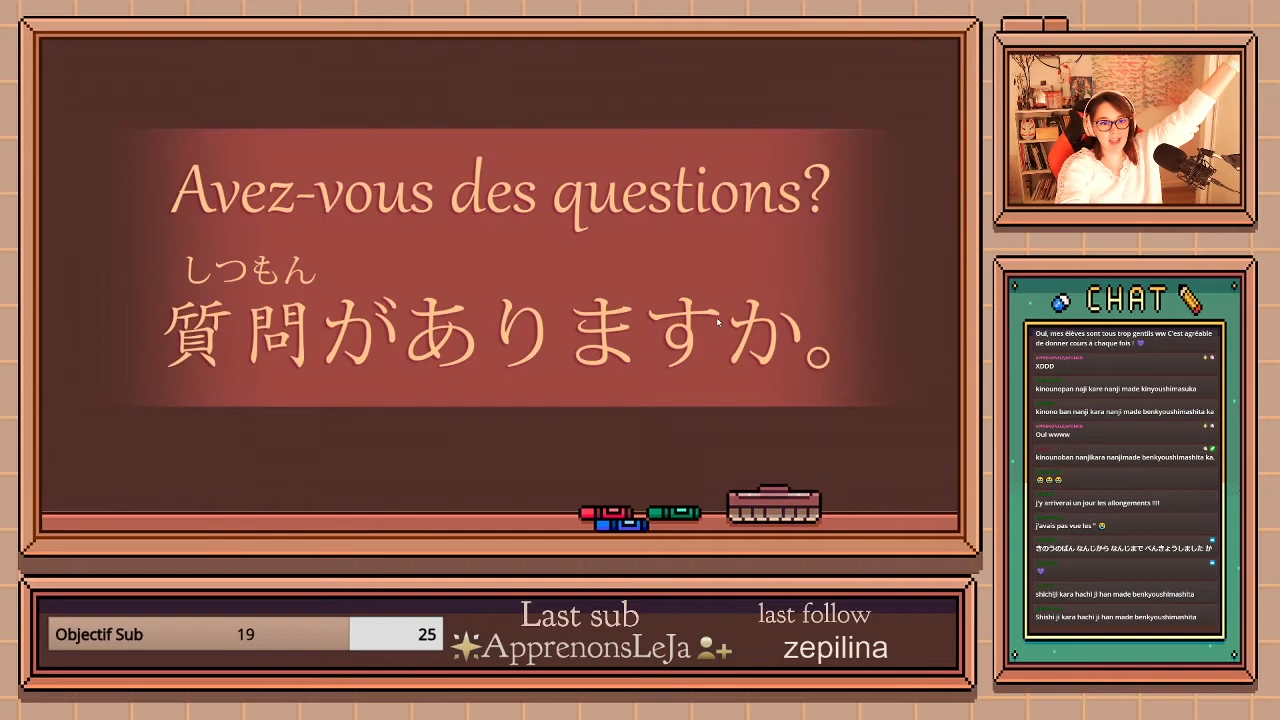 Avez-vous des questions?
しつもん
質問がありますか。
CHAT
Oui, mes élèves sont tous trop gentils ww C'est agréable
de donner cours à chaque fois ! 💜
XDDD
kinounopan naji kare nanji made kinyoushimasuka
kinono ban nanji kara nanji made benkyoushimashita ka
Oui wwww
kinounoban nanjikara nanjimade benkyoushimashita ka.
j'y arriverai un jour les allongements !!!!
j'avais pas vue les "
きのうのばん なんじから なんじまで べんきょうしました か
💜
shichiji kara hachi ji han made benkyoushimashita
Shishi ji kara hachi ji han made benkyoushimashita
Objectif Sub 19 25
Last sub
ApprenonsLeJa
last follow
zepilina